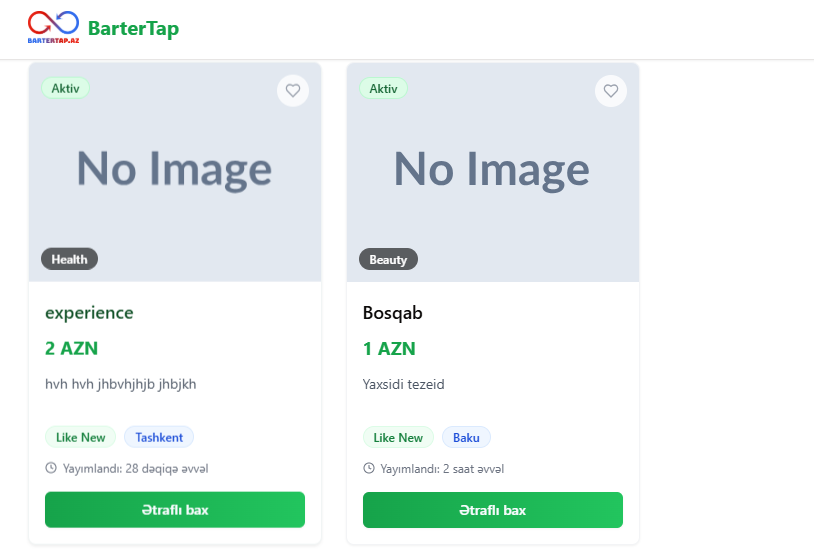 BARTERTAP.AZ
BarterTap
Aktiv
No Image
Health
experience
2 AZN
hvh hvh jhbvhjhjb jhbjkh
Like New
Tashkent
Yayımlandı: 28 dəqiqə əvvəl
Ətraflı bax
Aktiv
No Image
Beauty
Bosqab
1 AZN
Yaxsidi tezeid
Like New
Baku
Yayımlandı: 2 saat əvvəl
Ətraflı bax